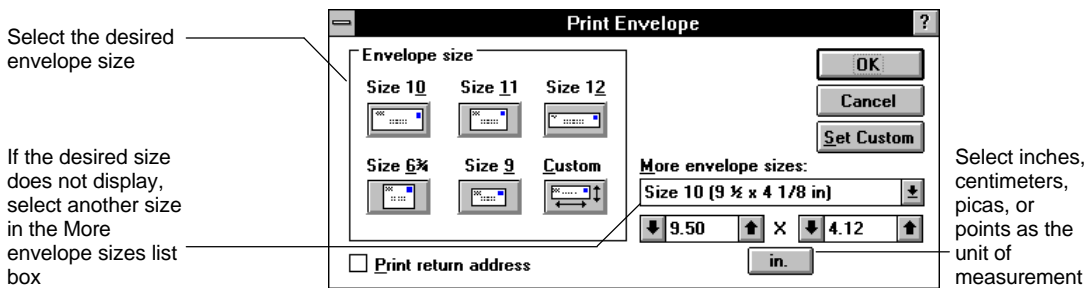 Select the desired
envelope size
If the desired size
does not display,
select another size
in the More
envelope sizes list
box
Print Envelope
?
Envelope size
Size 10
Size 11
Size 12
Size 6¾
Size 9
Custom
OK
Cancel
Set Custom
More envelope sizes:
Size 10 (9 ½ x 4 1/8 in)
9.50 X 4.12
in.
Print return address
Select inches,
centimeters,
picas, or
points as the
unit of
measurement